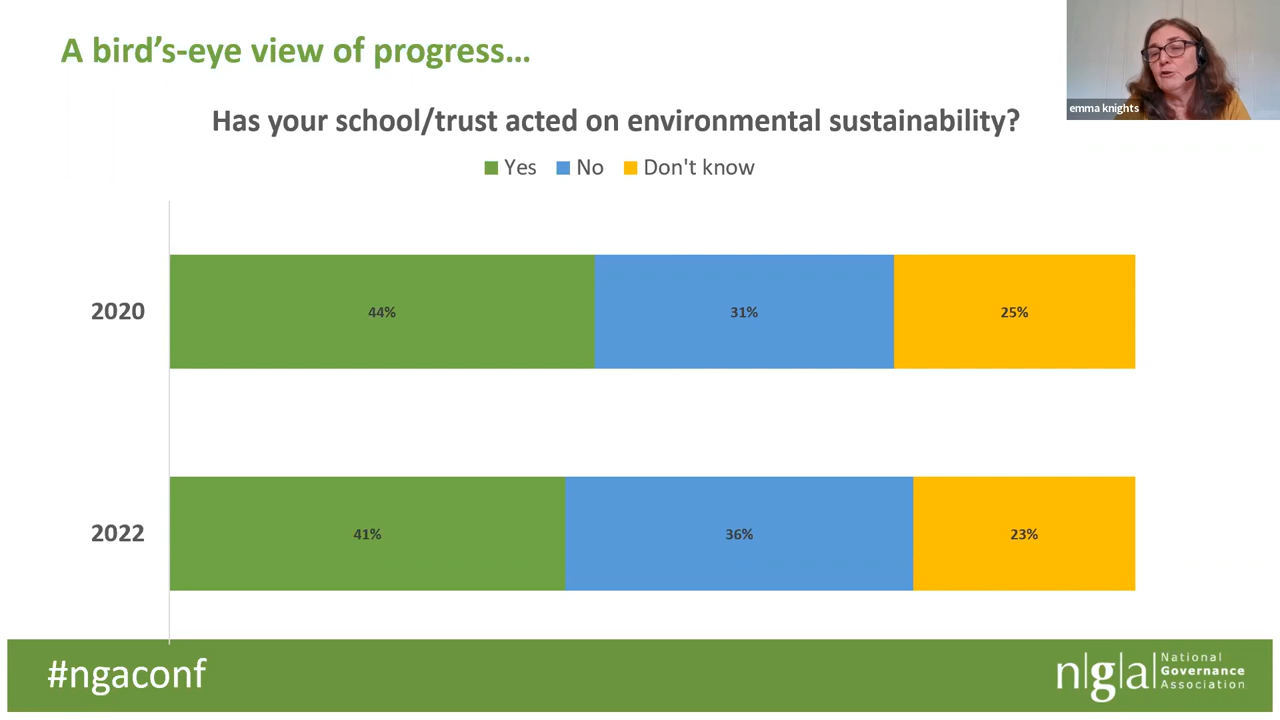 A bird’s-eye view of progress…
emma knights
Has your school/trust acted on environmental sustainability?
Yes No Don't know
2020
44% 31% 25%
2022
41% 36% 23%
#ngaconf
n|g|a|
National
Governance
Association